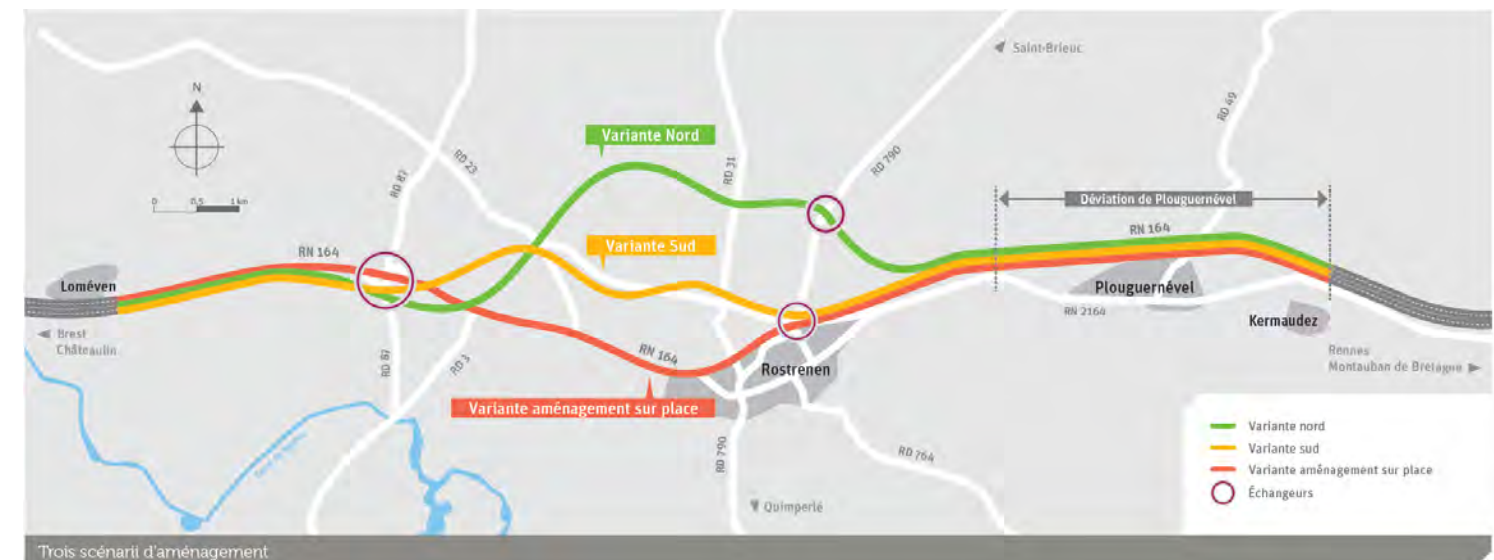 Saint-Brieuc
N
RD 49
Variante Nord
RD 31
RD 790
RD 23
RD 87
0 0,5 1 km
Déviation de Plouguernével
RN 164
RN 164
Variante Sud
Loméven
Plouguernével
RN 2164
Kermaudez
Brest
Châteaulin
RD 87
RD 3
RN 164
Rostrenen
Rennes
Montauban de Bretagne
Variante aménagement sur place
RD 790
RD 764
Quimperlé
Variante nord
Variante sud
Variante aménagement sur place
Échangeurs
Trois scénarii d'aménagement